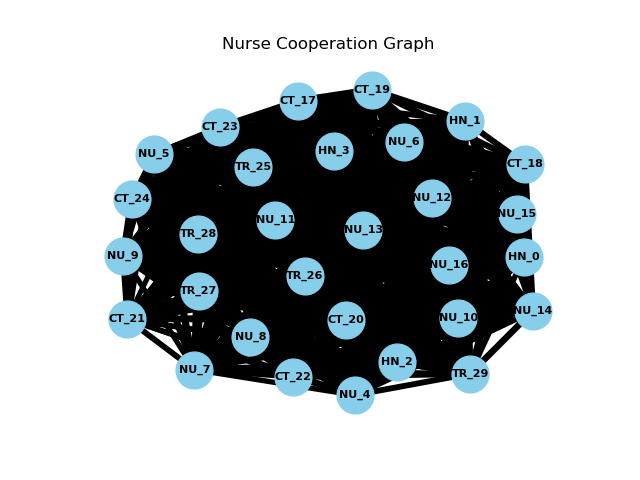 Nurse Cooperation Graph
CT_19
CT_17
HN_1
CT_23
NU_6
HN_3
NU_5
CT_18
TR_25
NU_12
CT_24
NU_15
NU_11
NU_13
TR_28
NU_9
HN_0
NU_16
TR_26
TR_27
NU_14
CT_21
CT_20
NU_10
NU_8
HN_2
NU_7
TR_29
CT_22
NU_4